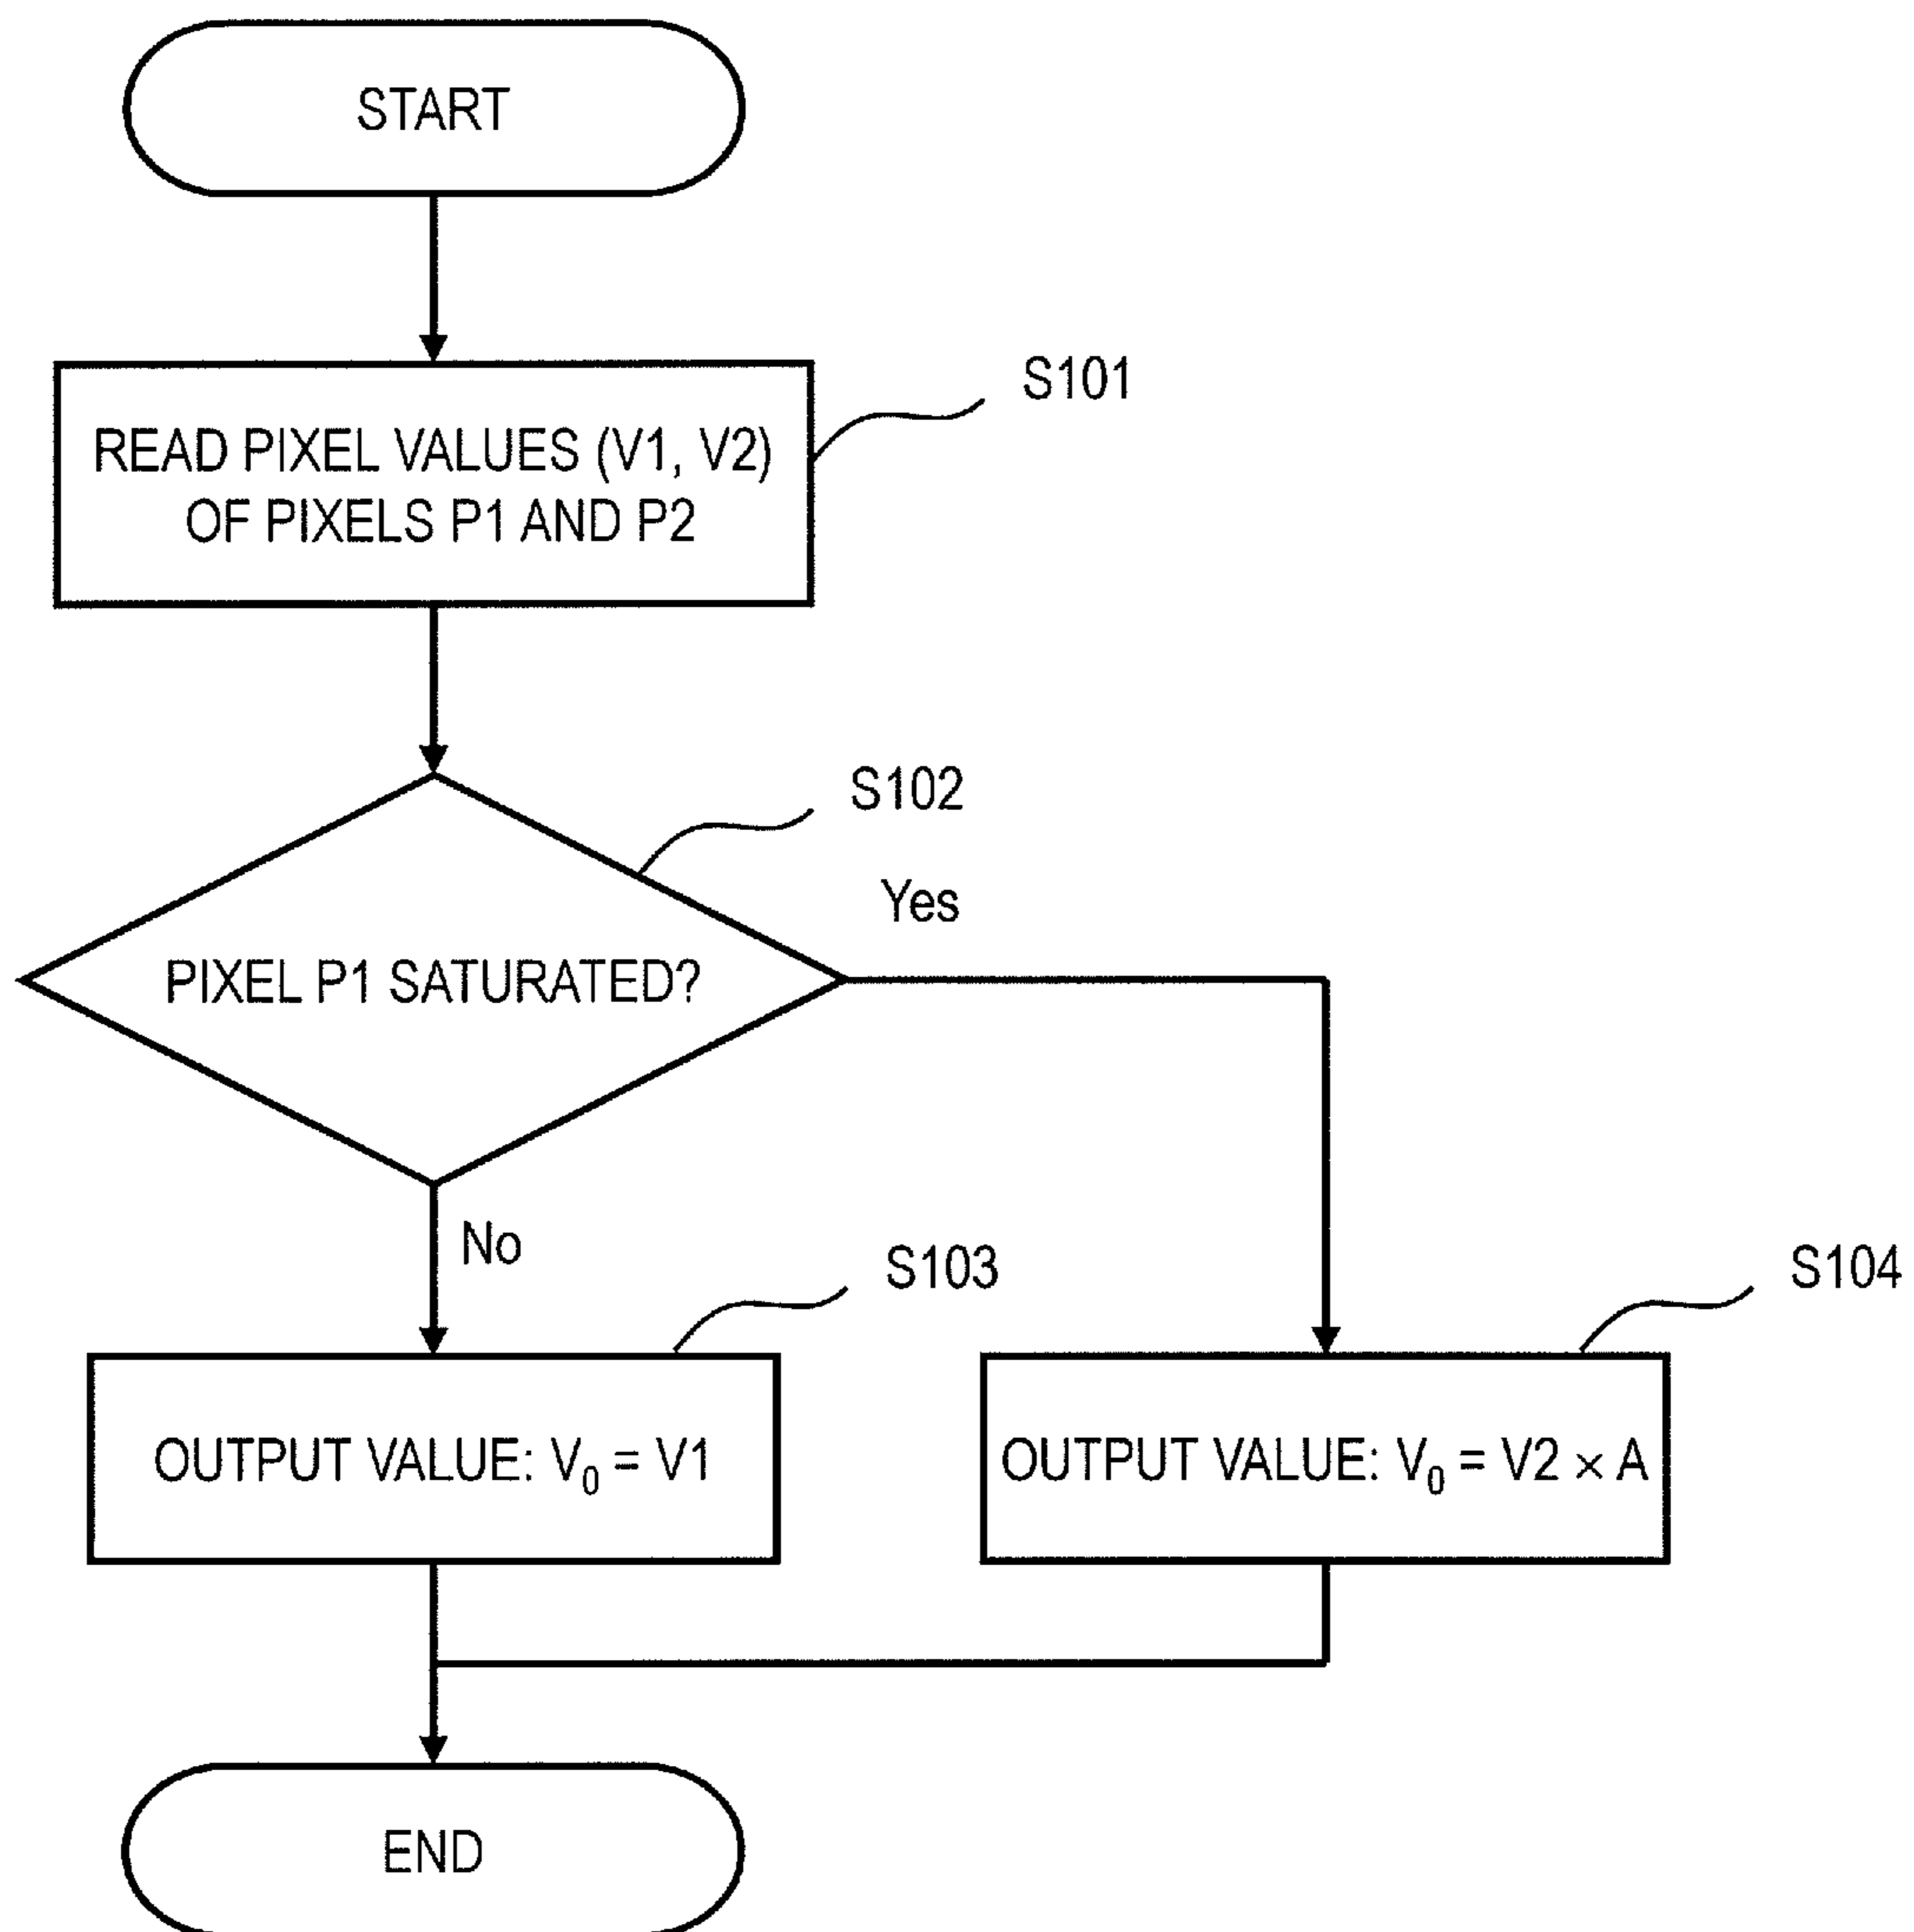 START
S101
READ PIXEL VALUES (V1, V2)
OF PIXELS P1 AND P2
S102
Yes
PIXEL P1 SATURATED?
No
S103
S104
OUTPUT VALUE: V₀ = V1
OUTPUT VALUE: V₀ = V2 × A
END